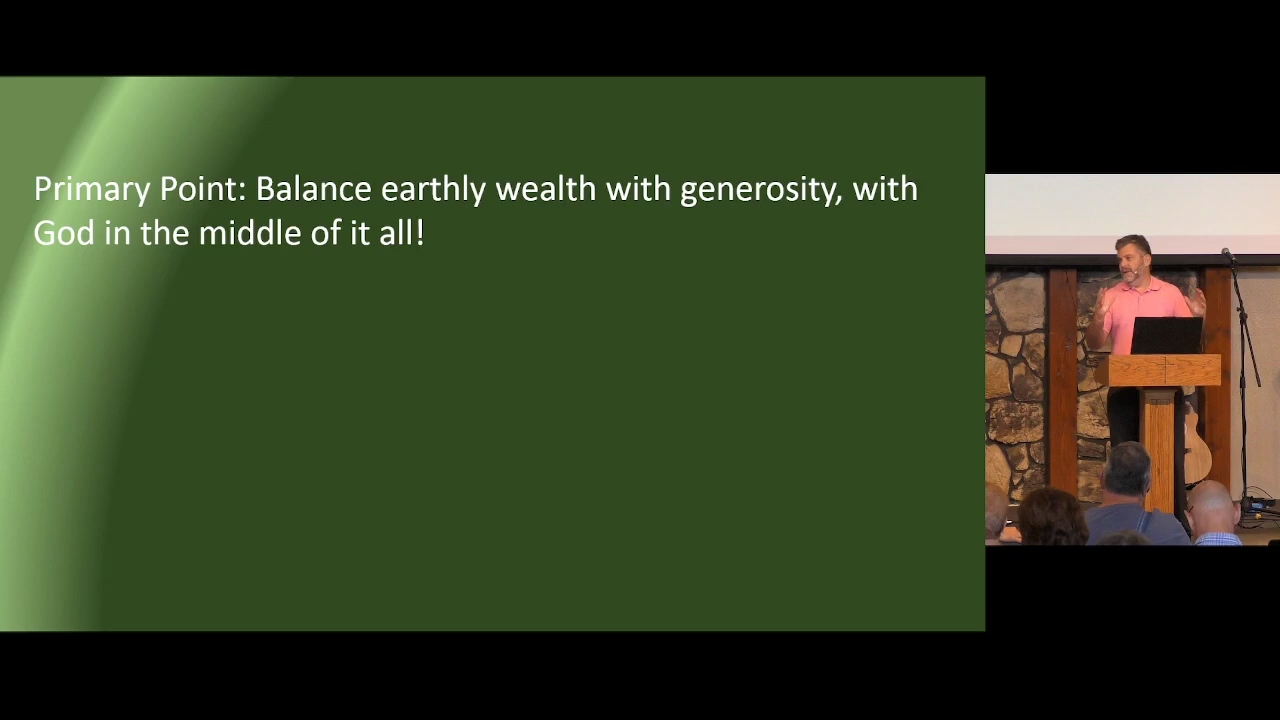 Primary Point: Balance earthly wealth with generosity, with
God in the middle of it all!